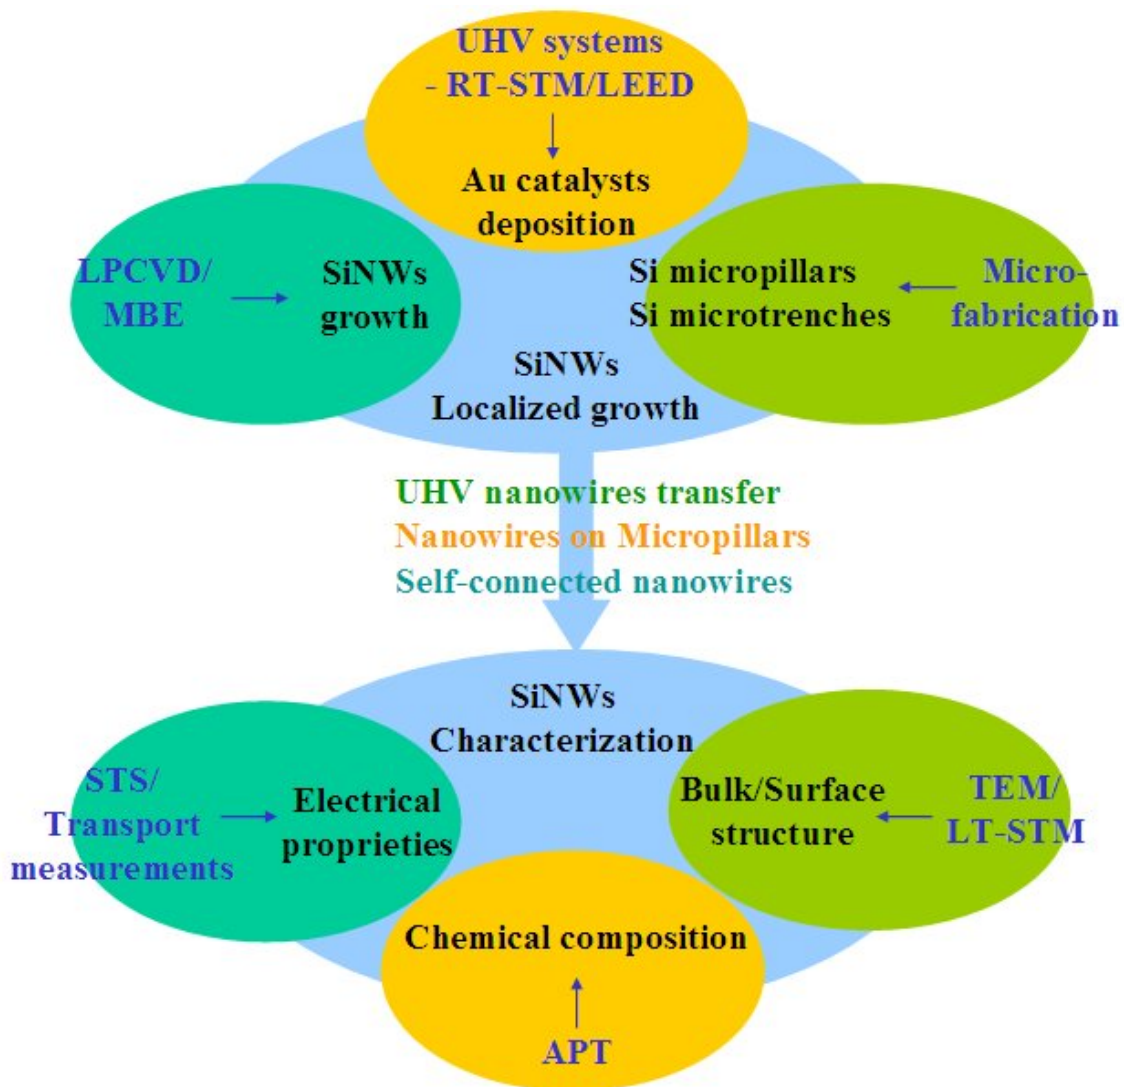 UHV systems
- RT-STM/LEED
Au catalysts
deposition
LPCVD/
MBE
SiNWs
growth
Si micropillars
Si microtrenches
Micro-
fabrication
SiNWs
Localized growth
UHV nanowires transfer
Nanowires on Micropillars
Self-connected nanowires
SiNWs
Characterization
STS/
Transport
measurements
Electrical
proprieties
Bulk/Surface
structure
TEM/
LT-STM
Chemical composition
APT